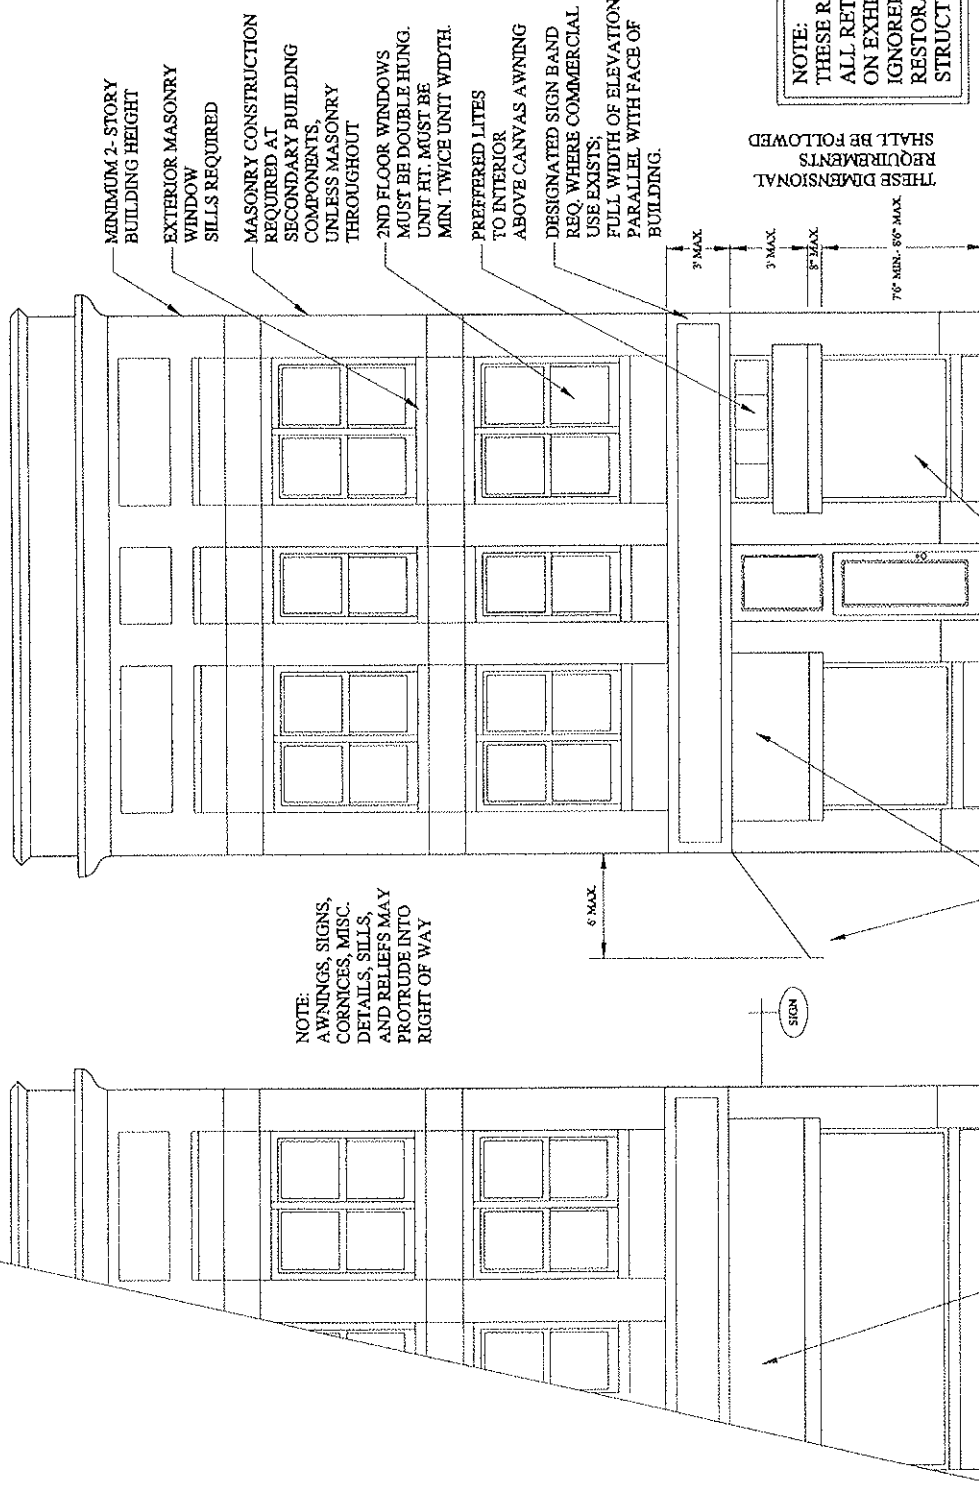 MINIMUM 2- STORY
BUILDING HEIGHT
EXTERIOR MASONRY
WINDOW
SILLS REQUIRED
MASONRY CONSTRUCTION
REQUIRED AT
SECONDARY BUILDING
COMPONENTS,
UNLESS MASONRY
THROUGHOUT
2ND FLOOR WINDOWS
MUST BE DOUBLE HUNG.
UNIT HT. MUST BE
MIN. TWICE UNIT WIDTH.
PREFFERED LITES
TO INTERIOR
ABOVE CANVAS AWNING
DESIGNATED SIGN BAND
REQ. WHERE COMMERCIAL
USE EXISTS;
FULL WIDTH OF ELEVATION
PARALLEL WITH FACE OF
BUILDING.
NOTE:
THESE R
ALL RET
ON EXHI
IGNORE
RESTORA
STRUCT
THESE DIMENSIONAL
REQUIREMENTS
SHALL BE FOLLOWED
3' MAX.
3' MAX.
8" MAX.
7'6" MIN.- 8'6" MAX.
NOTE:
AWNINGS, SIGNS,
CORNICES, MISC.
DETAILS, SILLS,
AND RELIEFS MAY
PROTRUDE INTO
RIGHT OF WAY
6' MAX.
SIGN